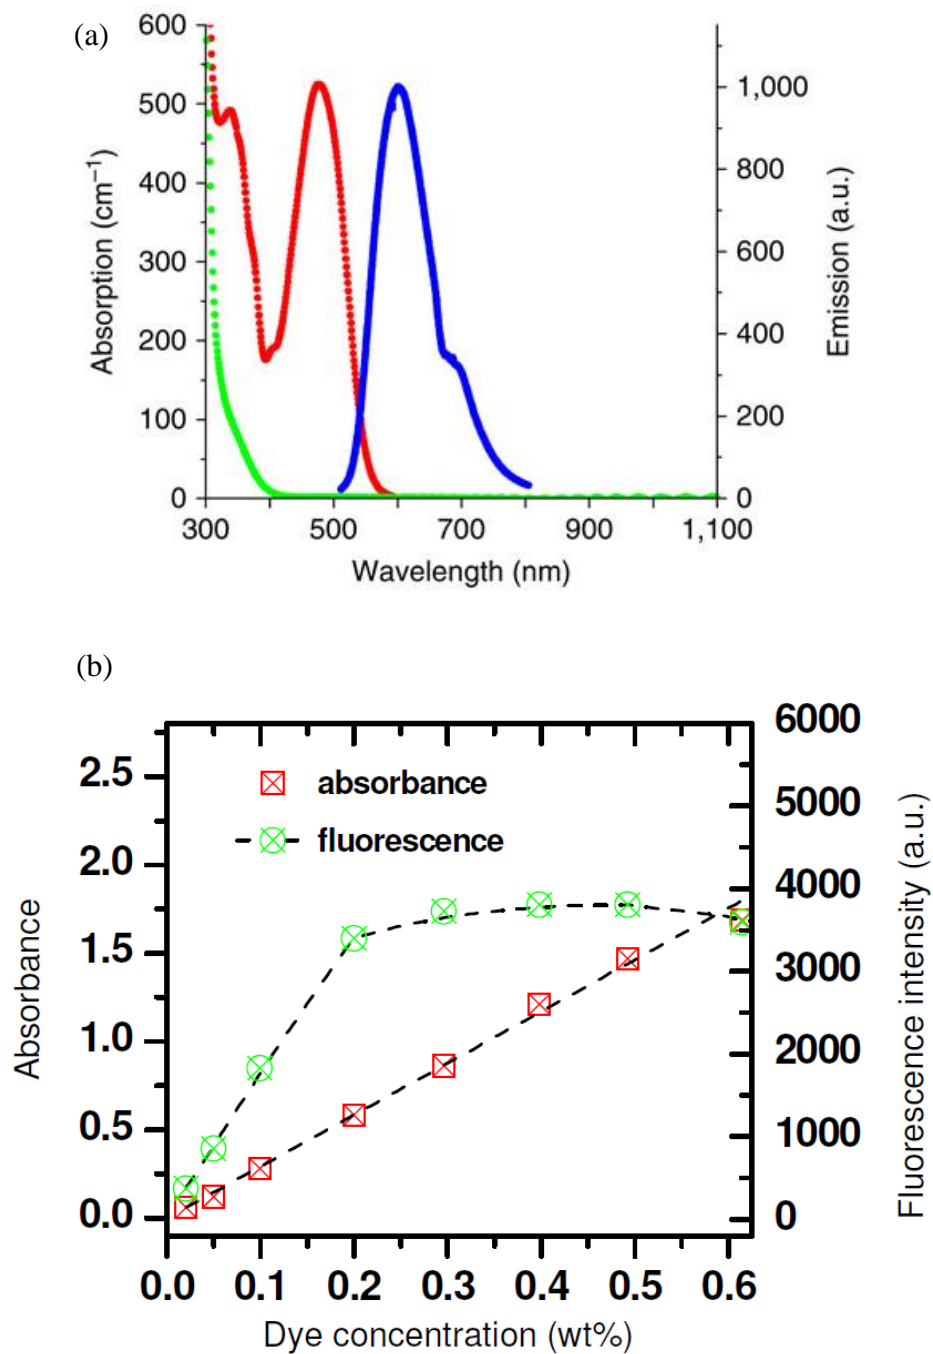 (a)
600
500
400
300
200
100
0
Absorption (cm⁻¹)
1,000
800
600
400
200
0
Emission (a.u.)
300 500 700 900 1,100
Wavelength (nm)
(b)
2.5
2.0
1.5
1.0
0.5
0.0
Absorbance
absorbance
fluorescence
6000
5000
4000
3000
2000
1000
0
Fluorescence intensity (a.u.)
0.0 0.1 0.2 0.3 0.4 0.5 0.6
Dye concentration (wt%)